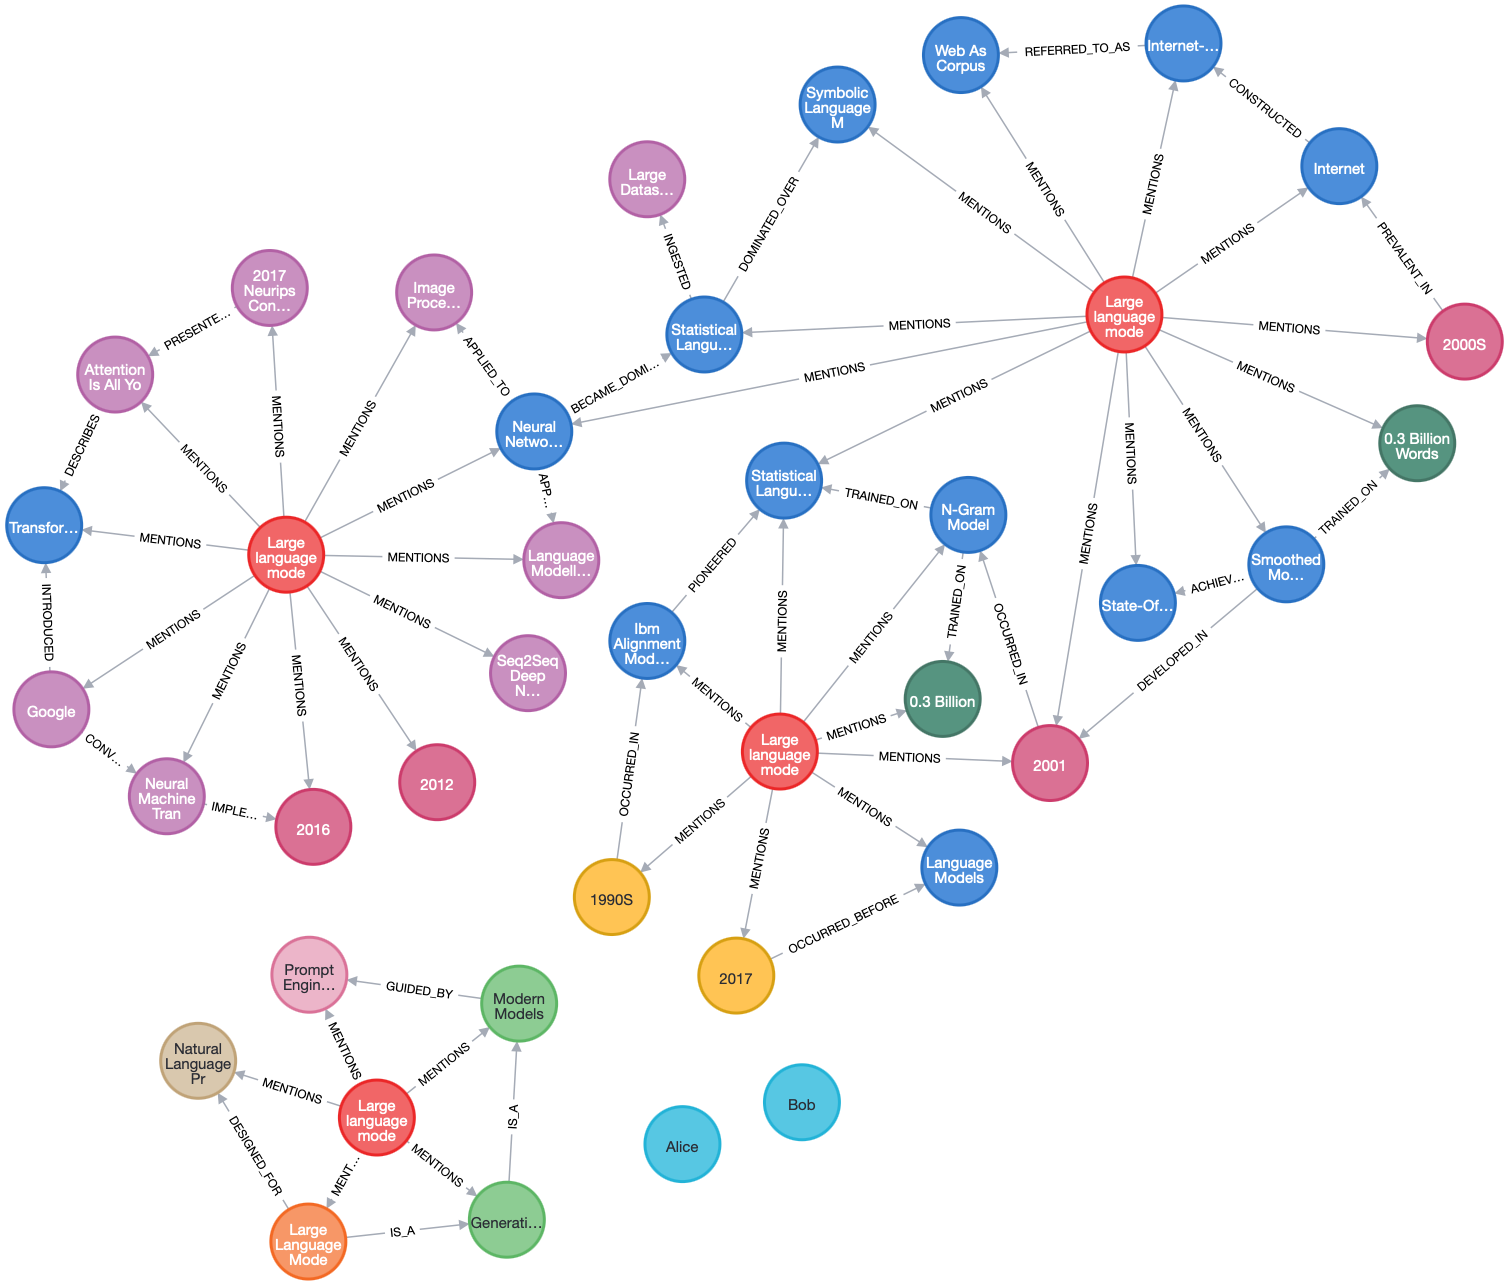 Web As
Corpus
REFERRED_TO_AS
Internet-...
Symbolic
Language
M
CONSTRUCTED
Internet
Large
Datas...
DOMINATED_OVER
MENTIONS
MENTIONS
MENTIONS
MENTIONS
PREVALENT_IN
INGESTED
2017
Neurips
Con...
Image
Proce...
Statistical
Langu...
MENTIONS
Large
language
mode
MENTIONS
2000S
PRESENTE...
APPLIED_TO
Attention
Is All Yo
BECAME_DOMI...
MENTIONS
MENTIONS
MENTIONS
MENTIONS
MENTIONS
Neural
Netwo...
MENTIONS
MENTIONS
0.3 Billion
Words
DESCRIBES
MENTIONS
MENTIONS
APP...
Statistical
Langu...
TRAINED_ON
N-Gram
Model
MENTIONS
TRAINED_ON
Transfor...
MENTIONS
Large
language
mode
MENTIONS
Language
Modell...
PIONEERED
TRAINED_ON
Smoothed
Mo...
ACHIEV...
State-Of...
INTRODUCED
MENTIONS
MENTIONS
MENTIONS
MENTIONS
MENTIONS
Seq2Seq
Deep
N...
Ibm
Alignment
Mod...
MENTIONS
MENTIONS
OCCURRED_IN
DEVELOPED_IN
Google
MENTIONS
0.3 Billion
CONV...
MENTIONS
Large
language
mode
MENTIONS
2001
Neural
Machine
Tran
IMPLE...
2016
2012
OCCURRED_IN
MENTIONS
MENTIONS
MENTIONS
1990S
Language
Models
OCCURRED_BEFORE
2017
Prompt
Engin...
GUIDED_BY
Modern
Models
Natural
Language
Pr
MENTIONS
MENTIONS
MENTIONS
Large
language
mode
IS_A
Bob
Alice
DESIGNED_FOR
MENT...
MENTIONS
Large
Language
Mode
IS_A
Generati...